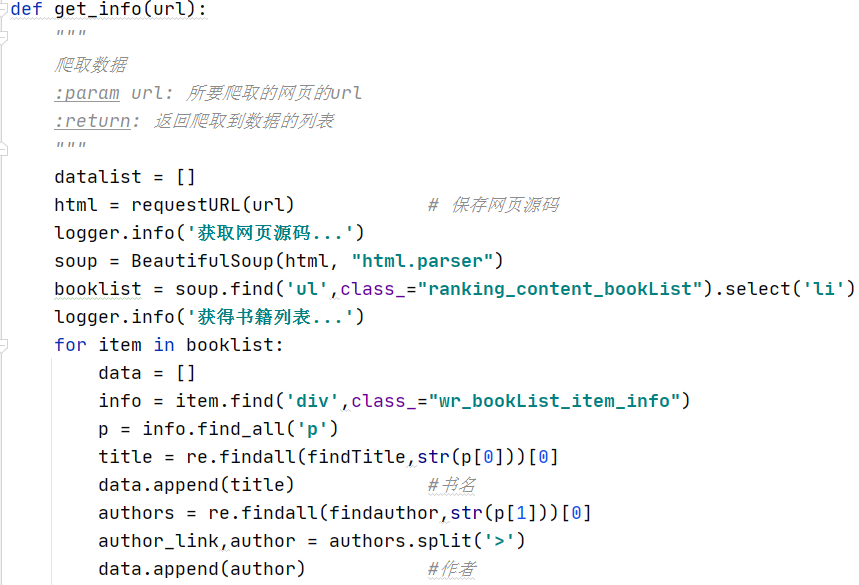 def get_info(url):
    """
    爬取数据
    :param url: 所要爬取的网页的url
    :return: 返回爬取到数据的列表
    """
    datalist = []
    html = requestURL(url)            # 保存网页源码
    logger.info('获取网页源码...')
    soup = BeautifulSoup(html, "html.parser")
    booklist = soup.find('ul',class_="ranking_content_bookList").select('li')
    logger.info('获得书籍列表...')
    for item in booklist:
        data = []
        info = item.find('div',class_="wr_bookList_item_info")
        p = info.find_all('p')
        title = re.findall(findTitle,str(p[0]))[0]
        data.append(title)            #书名
        authors = re.findall(findauthor,str(p[1]))[0]
        author_link,author = authors.split('>')
        data.append(author)           #作者